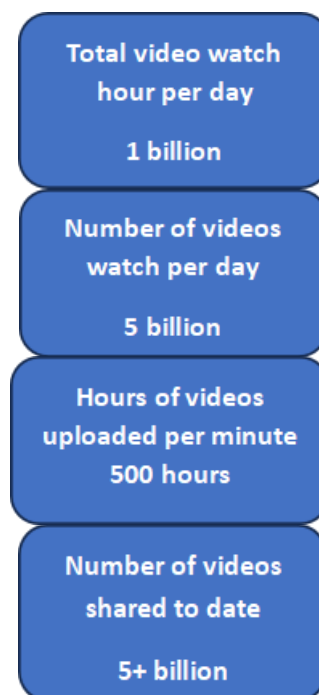 Total video watch
hour per day
1 billion
Number of videos
watch per day
5 billion
Hours of videos
uploaded per minute
500 hours
Number of videos
shared to date
5+ billion